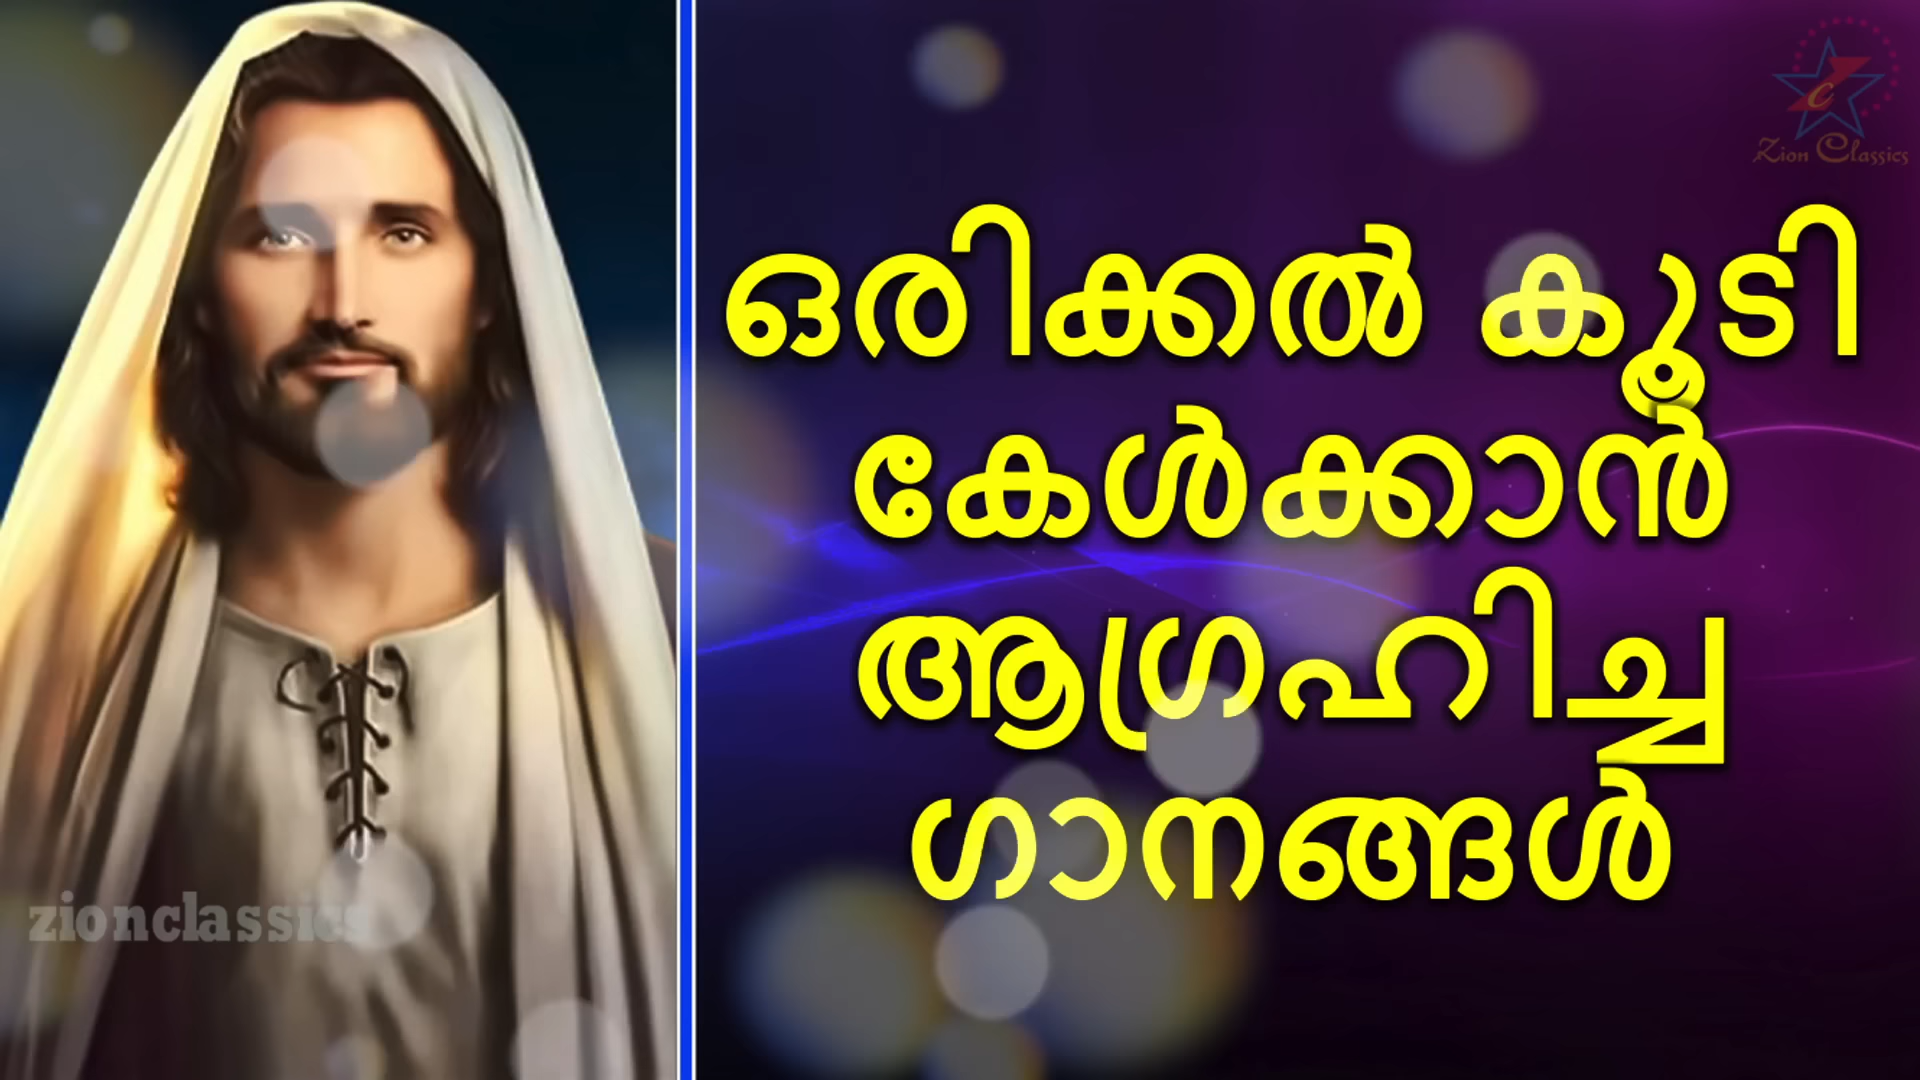 Zion Classics
ഒരിക്കൽ കൂടി
കേൾക്കാൻ
ആഗ്രഹിച്ച
ഗാനങ്ങൾ
zionclassics